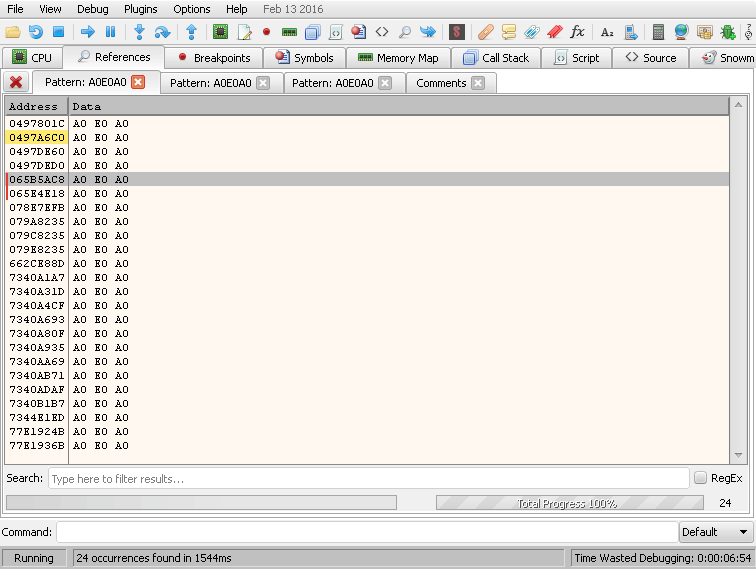 File View Debug Plugins Options Help Feb 13 2016
CPU References Breakpoints Symbols Memory Map Call Stack Script Source Snowm
Pattern: A0E0A0 Pattern: A0E0A0 Pattern: A0E0A0 Comments
Address Data
0497801C A0 E0 A0
0497A6C0 A0 E0 A0
0497DE60 A0 E0 A0
0497DED0 A0 E0 A0
065B5AC8 A0 E0 A0
065E4E18 A0 E0 A0
078E7EFB A0 E0 A0
079A8235 A0 E0 A0
079C8235 A0 E0 A0
079E8235 A0 E0 A0
662CE88D A0 E0 A0
7340A1A7 A0 E0 A0
7340A31D A0 E0 A0
7340A4CF A0 E0 A0
7340A693 A0 E0 A0
7340A80F A0 E0 A0
7340A935 A0 E0 A0
7340AA69 A0 E0 A0
7340AB71 A0 E0 A0
7340ADAF A0 E0 A0
7340B1B7 A0 E0 A0
7344E1ED A0 E0 A0
77E1924B A0 E0 A0
77E1936B A0 E0 A0
Search: Type here to filter results... RegEx
Total Progress 100% 24
Command: Default
Running 24 occurrences found in 1544ms Time Wasted Debugging: 0:00:06:54